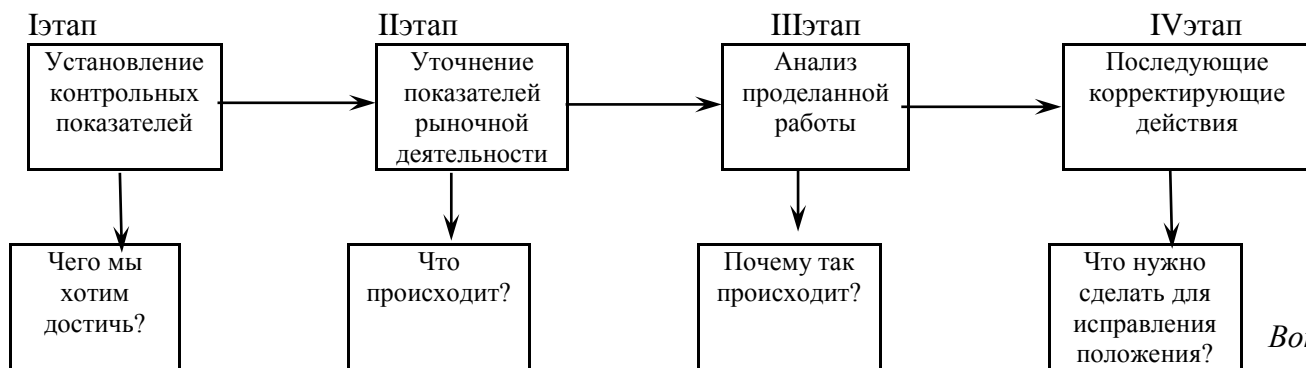 Iэтап
IIэтап
IIIэтап
IVэтап
Установление
контрольных
показателей
Уточнение
показателей
рыночной
деятельности
Анализ
проделанной
работы
Последующие
корректирующие
действия
Чего мы
хотим
достичь?
Что
происходит?
Почему так
происходит?
Что нужно
сделать для
исправления
положения?